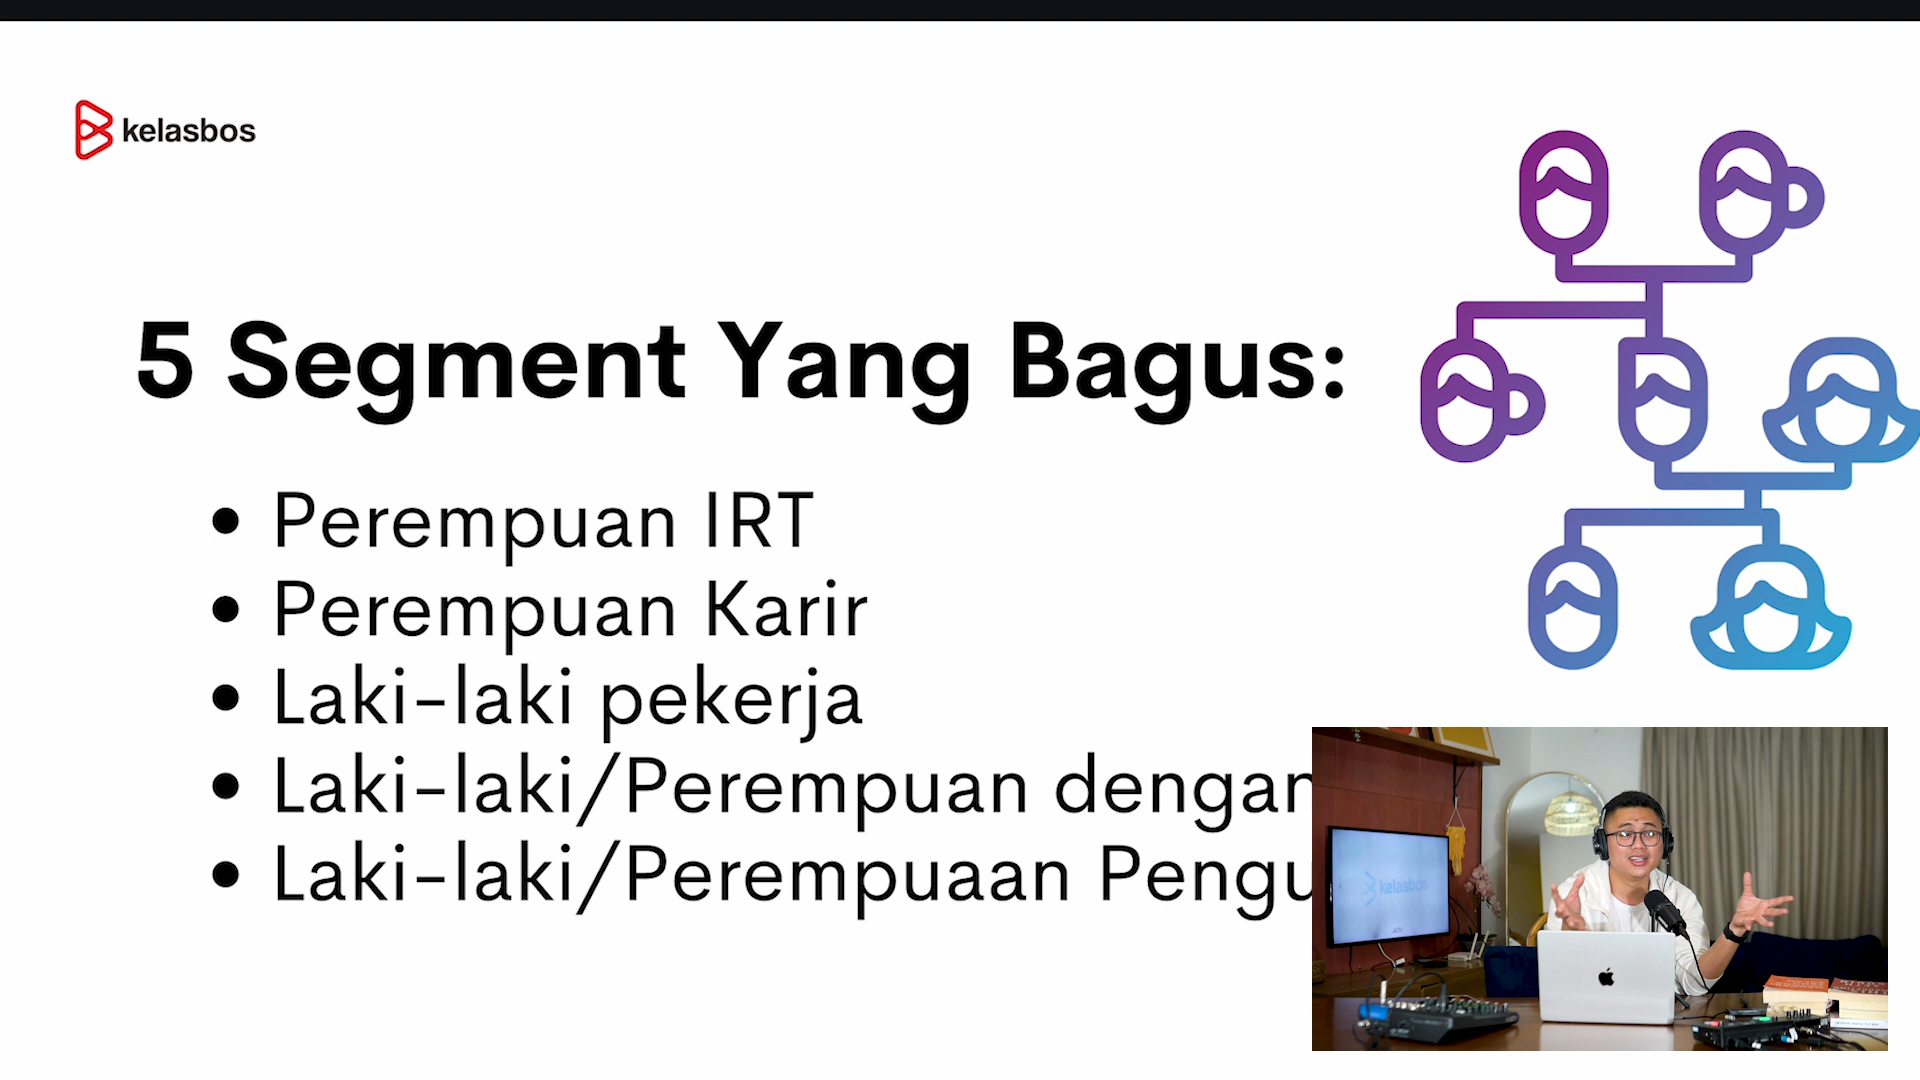 kelasbos
5 Segment Yang Bagus:
• Perempuan IRT
• Perempuan Karir
• Laki-laki pekerja
• Laki-laki/Perempuan dengan
• Laki-laki/Perempuaan Pengu
kelasbos